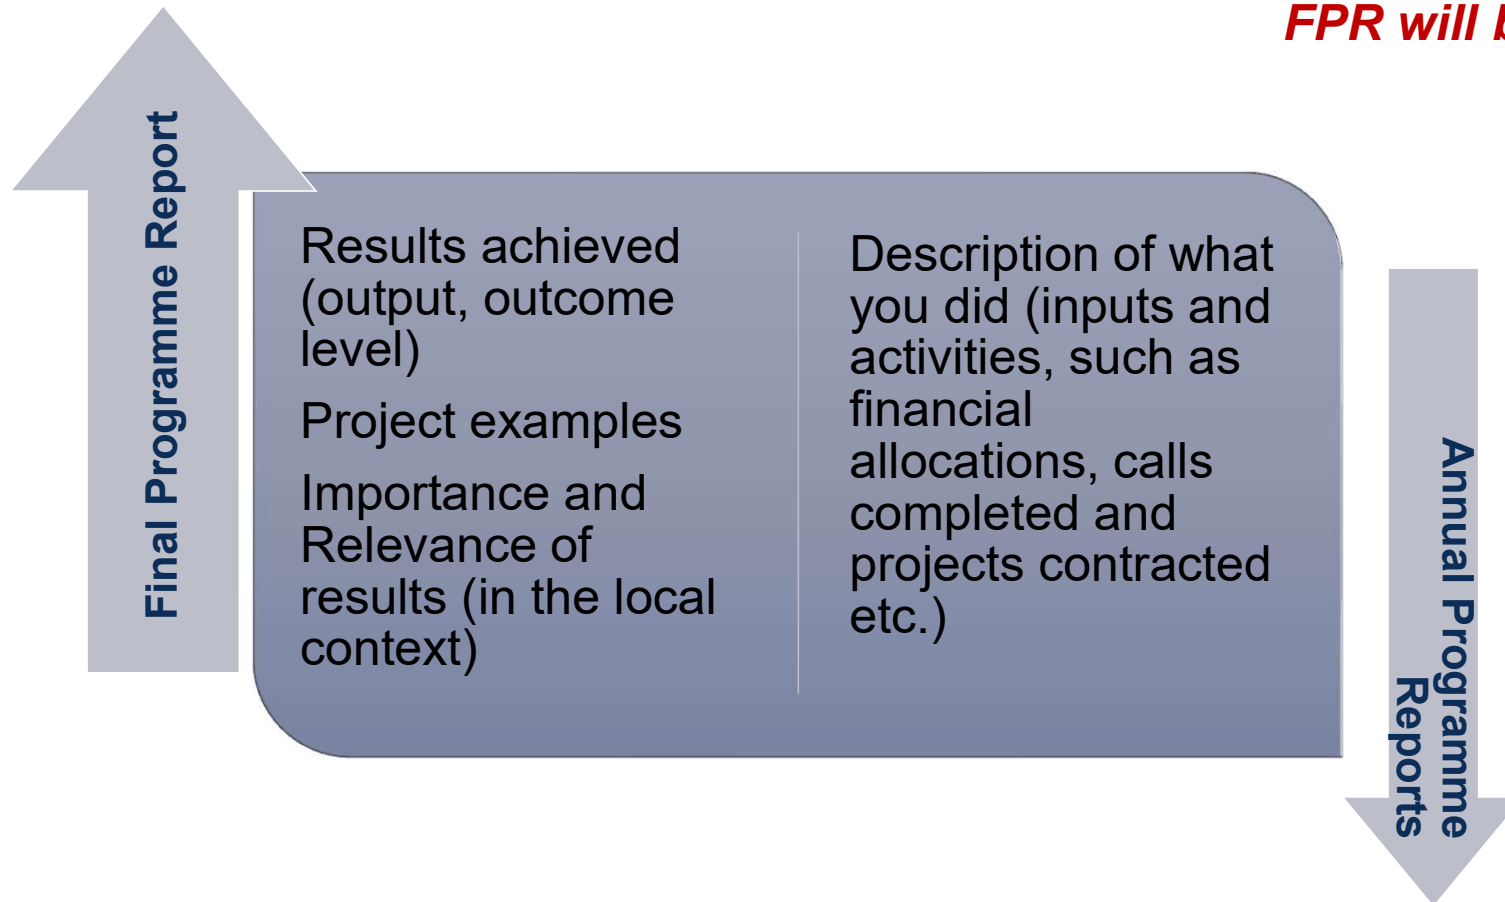 FPR will b
Final Programme Report
Results achieved
(output, outcome
level)
Project examples
Importance and
Relevance of
results (in the local
context)
Description of what
you did (inputs and
activities, such as
financial
allocations, calls
completed and
projects contracted
etc.)
Annual Programme
Reports